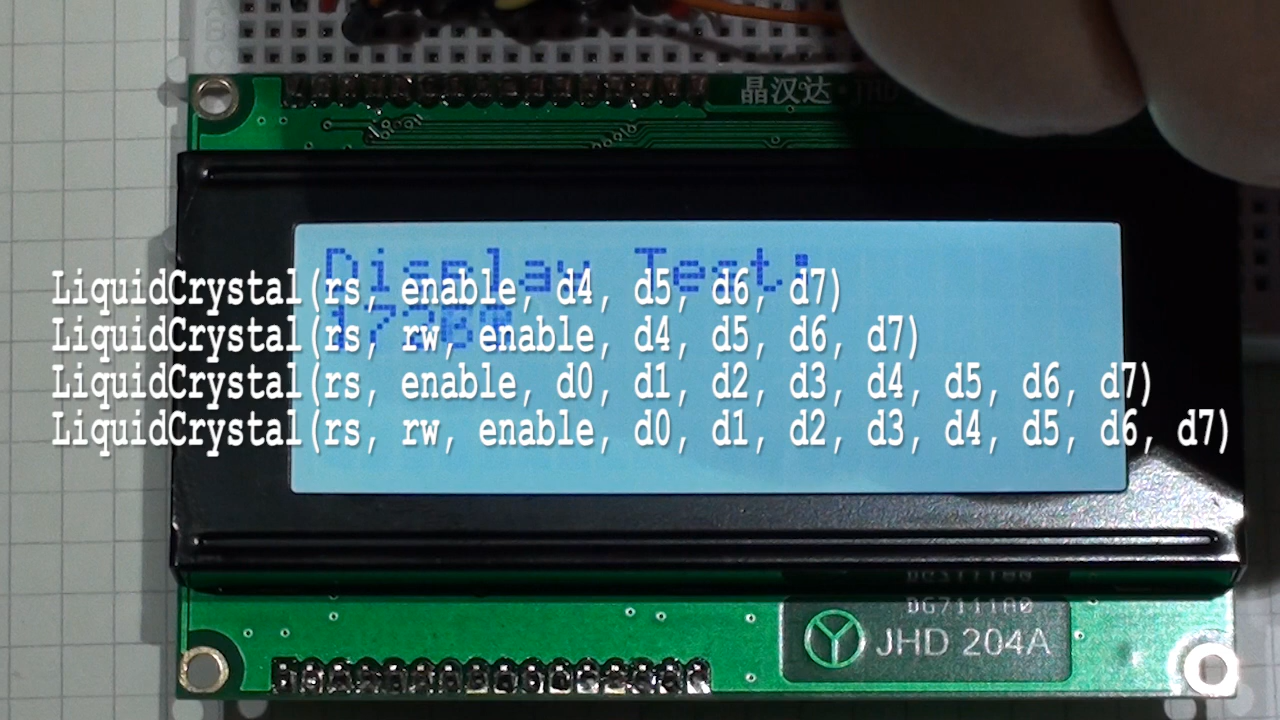 晶汉达
Display Test:
LiquidCrystal(rs, enable, d4, d5, d6, d7)
LiquidCrystal(rs, rw, enable, d4, d5, d6, d7)
LiquidCrystal(rs, enable, d0, d1, d2, d3, d4, d5, d6, d7)
LiquidCrystal(rs, rw, enable, d0, d1, d2, d3, d4, d5, d6, d7)
JHD 204A